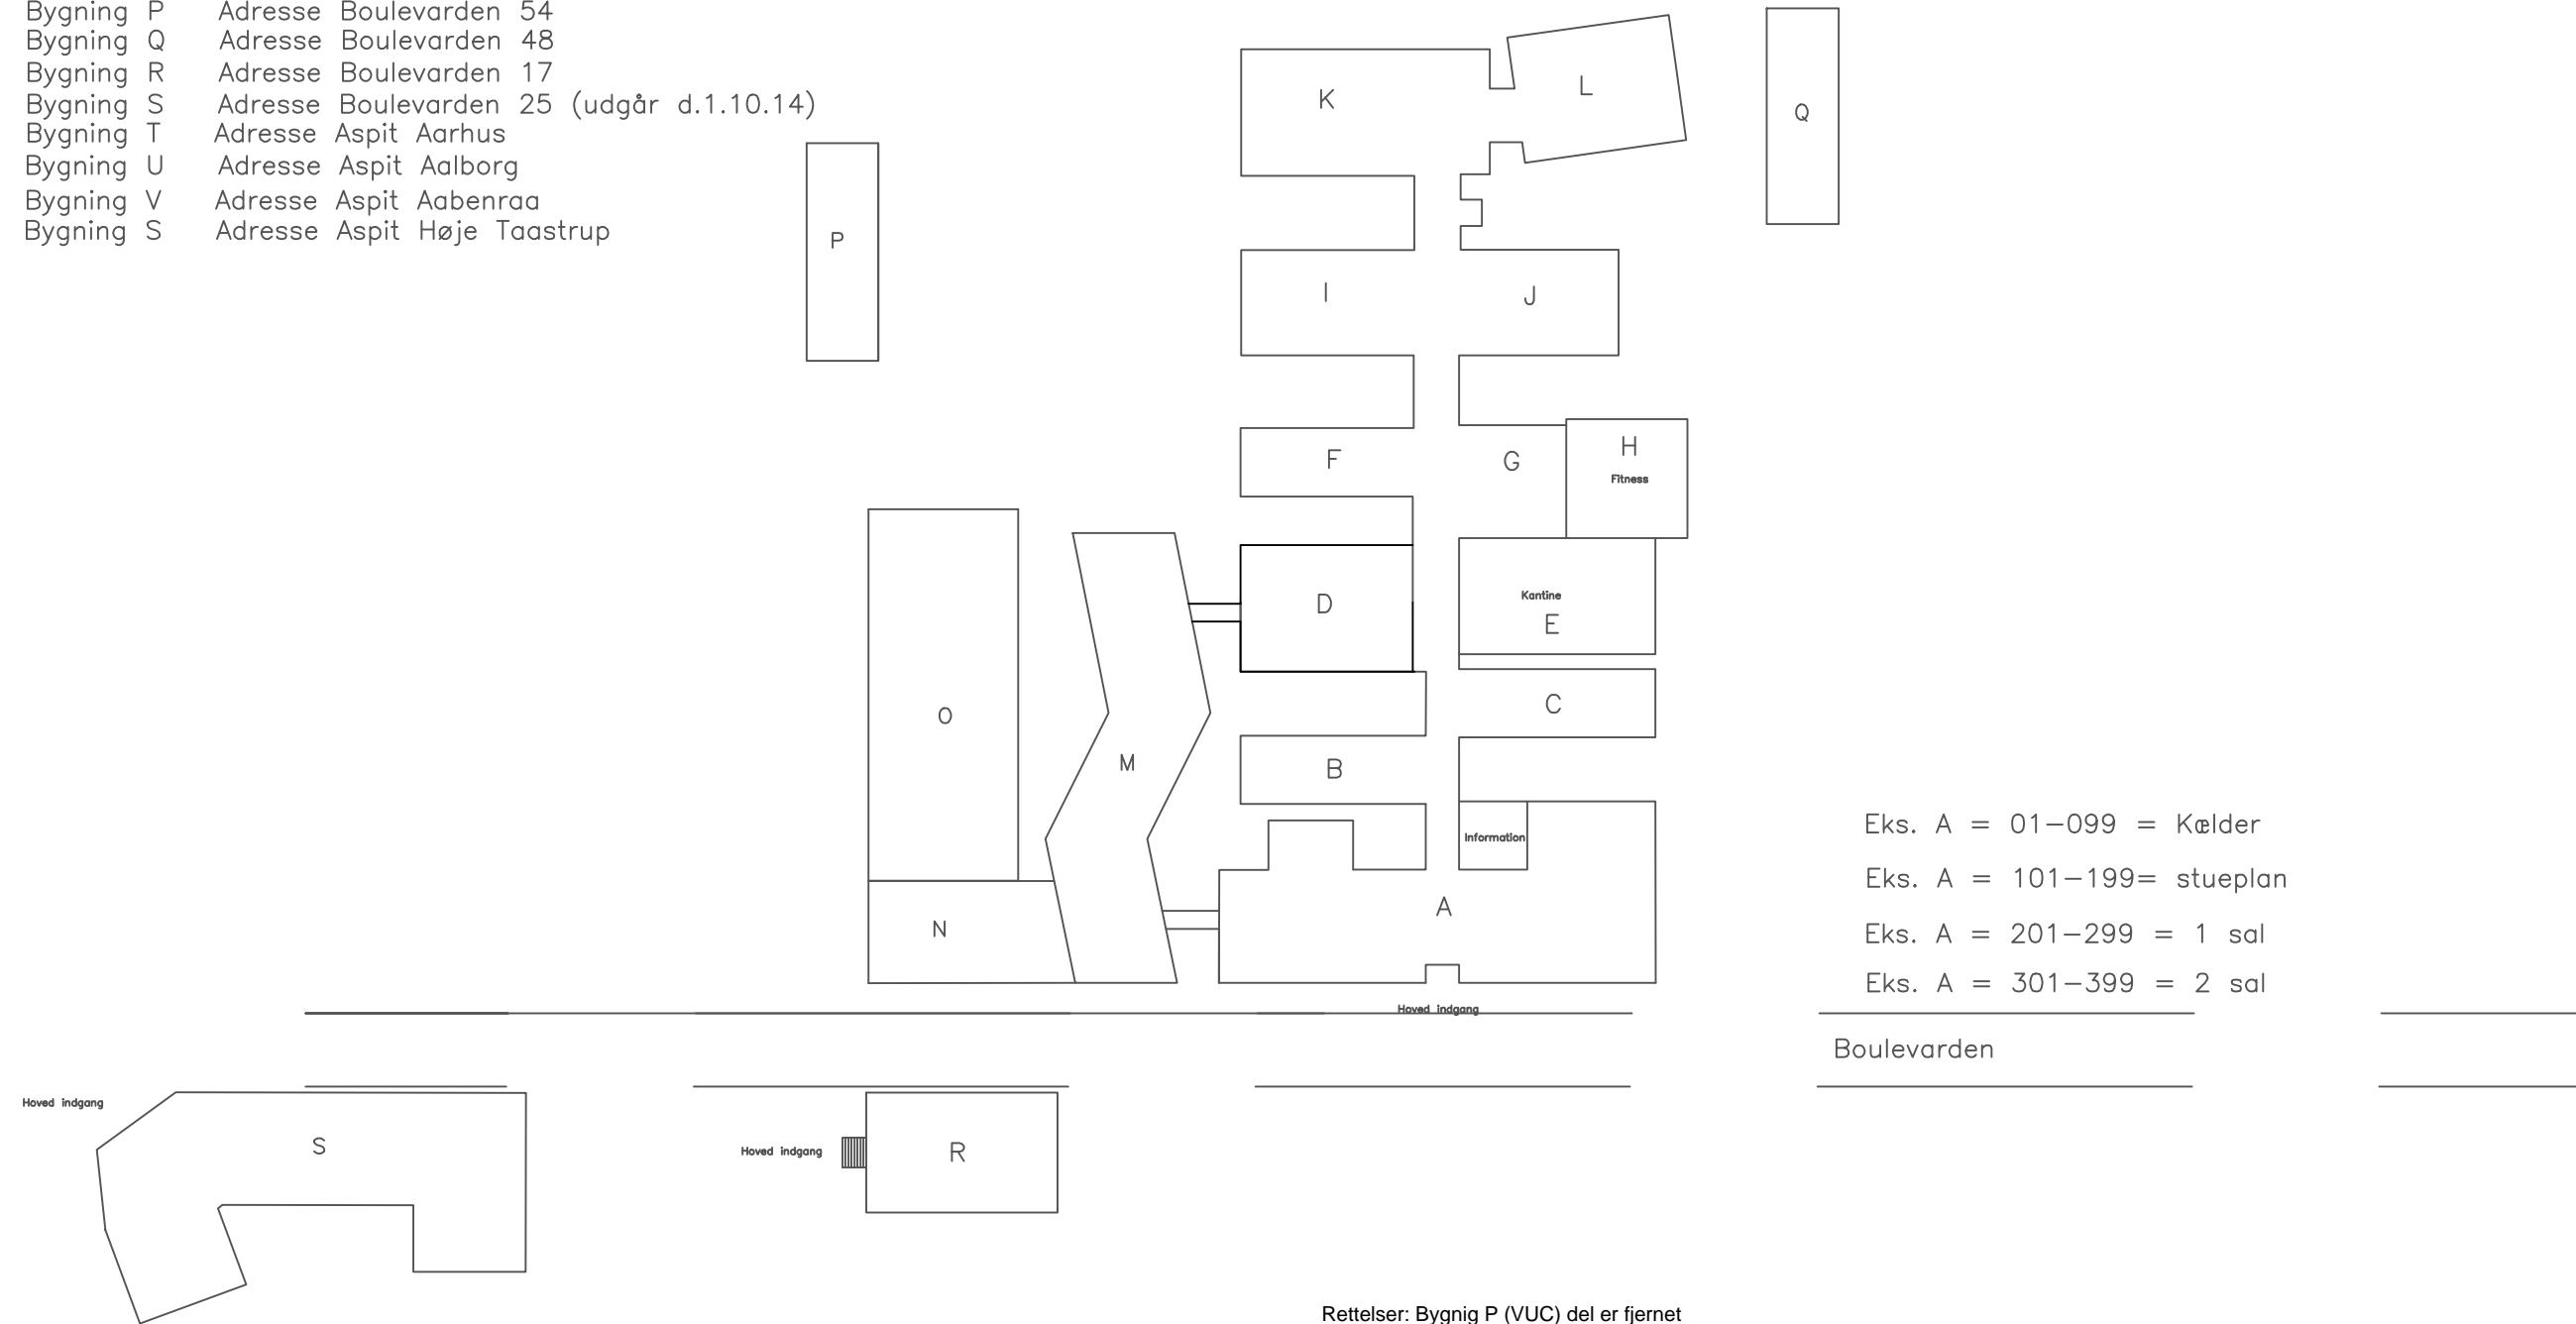 Bygning P Adresse Boulevarden 54
Bygning Q Adresse Boulevarden 48
Bygning R Adresse Boulevarden 17
Bygning S Adresse Boulevarden 25 (udgår d.1.10.14)
Bygning T Adresse Aspit Aarhus
Bygning U Adresse Aspit Aalborg
Bygning V Adresse Aspit Aabenraa
Bygning S Adresse Aspit Høje Taastrup
K
L
Q
P
I
J
F
G
H
Fitness
D
Kantine
E
O
C
M
B
Information
A
N
Eks. A = 01-099 = Kælder
Eks. A = 101-199= stueplan
Eks. A = 201-299 = 1 sal
Eks. A = 301-399 = 2 sal
Hoved indgang
Boulevarden
Hoved indgang
S
Hoved indgang
R
Rettelser: Bygnig P (VUC) del er fjernet